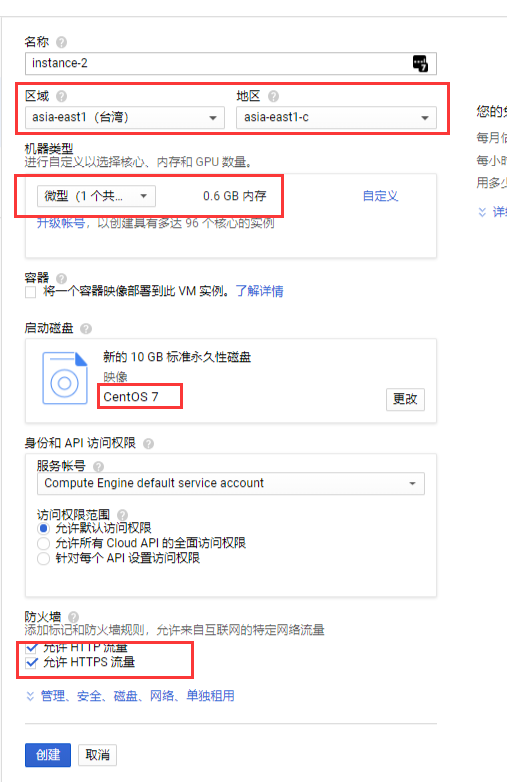 名称
instance-2
区域 地区
asia-east1（台湾） asia-east1-c
机器类型
进行自定义以选择核心、内存和 GPU 数量。
微型（1 个共... 0.6 GB 内存 自定义
升级帐号，以创建具有多达 96 个核心的实例
容器
将一个容器映像部署到此 VM 实例。了解详情
启动磁盘
新的 10 GB 标准永久性磁盘
映像
CentOS 7
更改
身份和 API 访问权限
服务帐号
Compute Engine default service account
访问权限范围
允许默认访问权限
允许所有 Cloud API 的全面访问权限
针对每个 API 设置访问权限
防火墙
添加标记和防火墙规则，允许来自互联网的特定网络流量
允许 HTTP 流量
允许 HTTPS 流量
管理、安全、磁盘、网络、单独租用
创建 取消
您的
每月
每小
用多